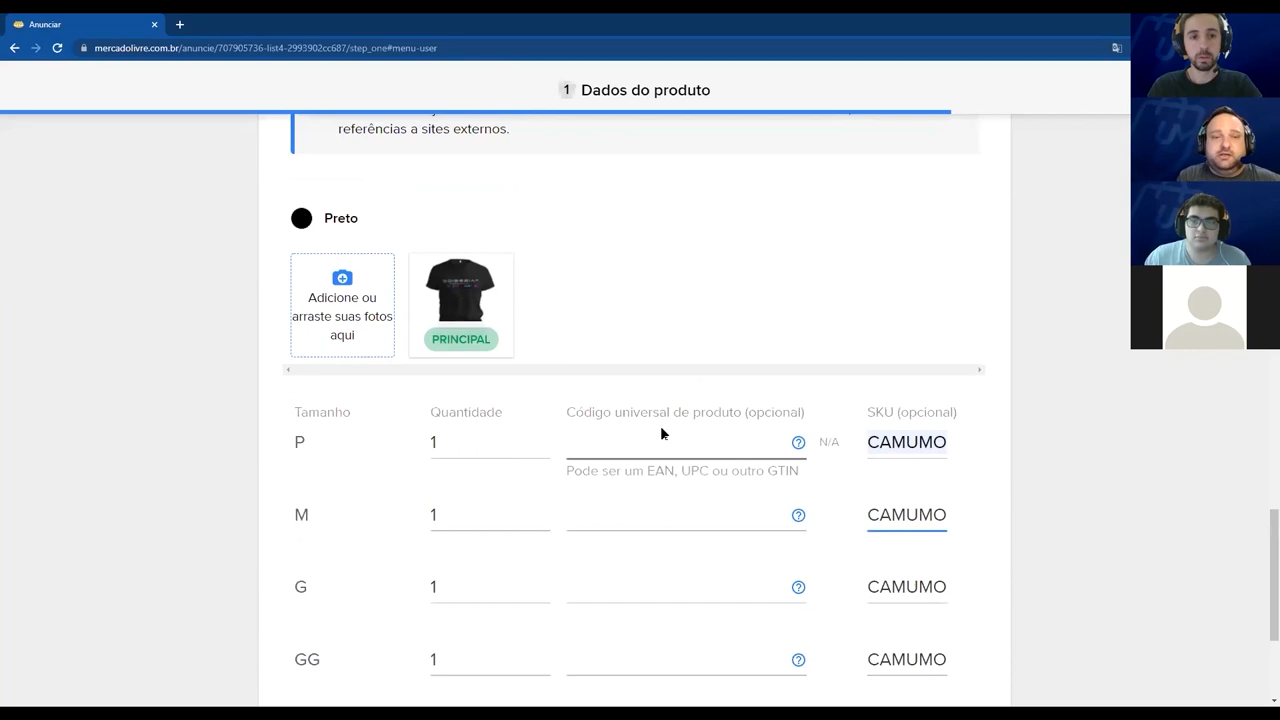 Anunciar
mercadolivre.com.br/anuncie/707905736-list4-2993902cc687/step_one#menu-user
1 Dados do produto
referências a sites externos.
Preto
Adicione ou
arraste suas fotos
aqui
PRINCIPAL
Tamanho Quantidade Código universal de produto (opcional) SKU (opcional)
P 1 N/A CAMUMO
Pode ser um EAN, UPC ou outro GTIN
M 1 CAMUMO
G 1 CAMUMO
GG 1 CAMUMO